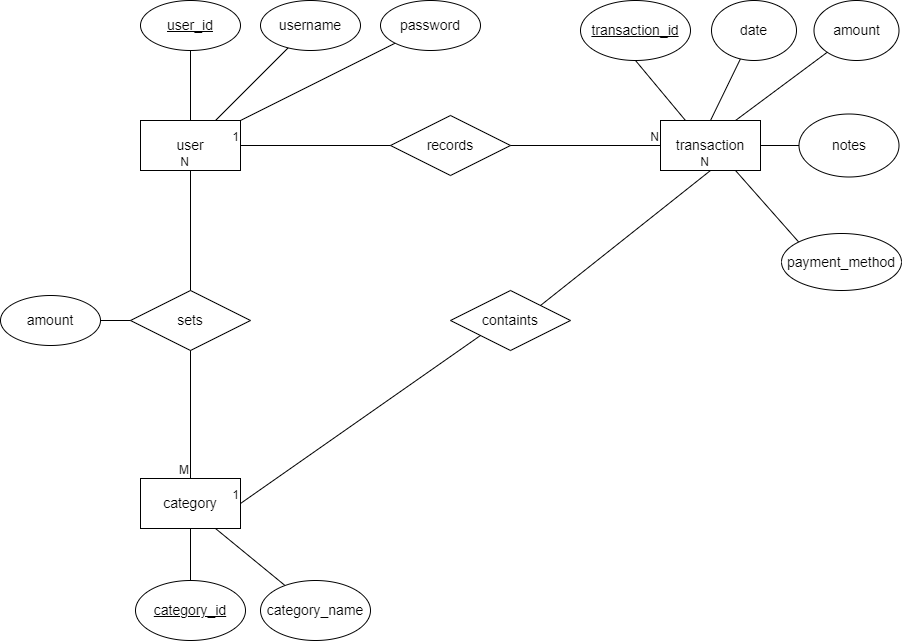 user_id
username
password
transaction_id
date
amount
user
1
N
records
N
transaction
N
notes
payment_method
amount
sets
containts
M
category
1
category_id
category_name